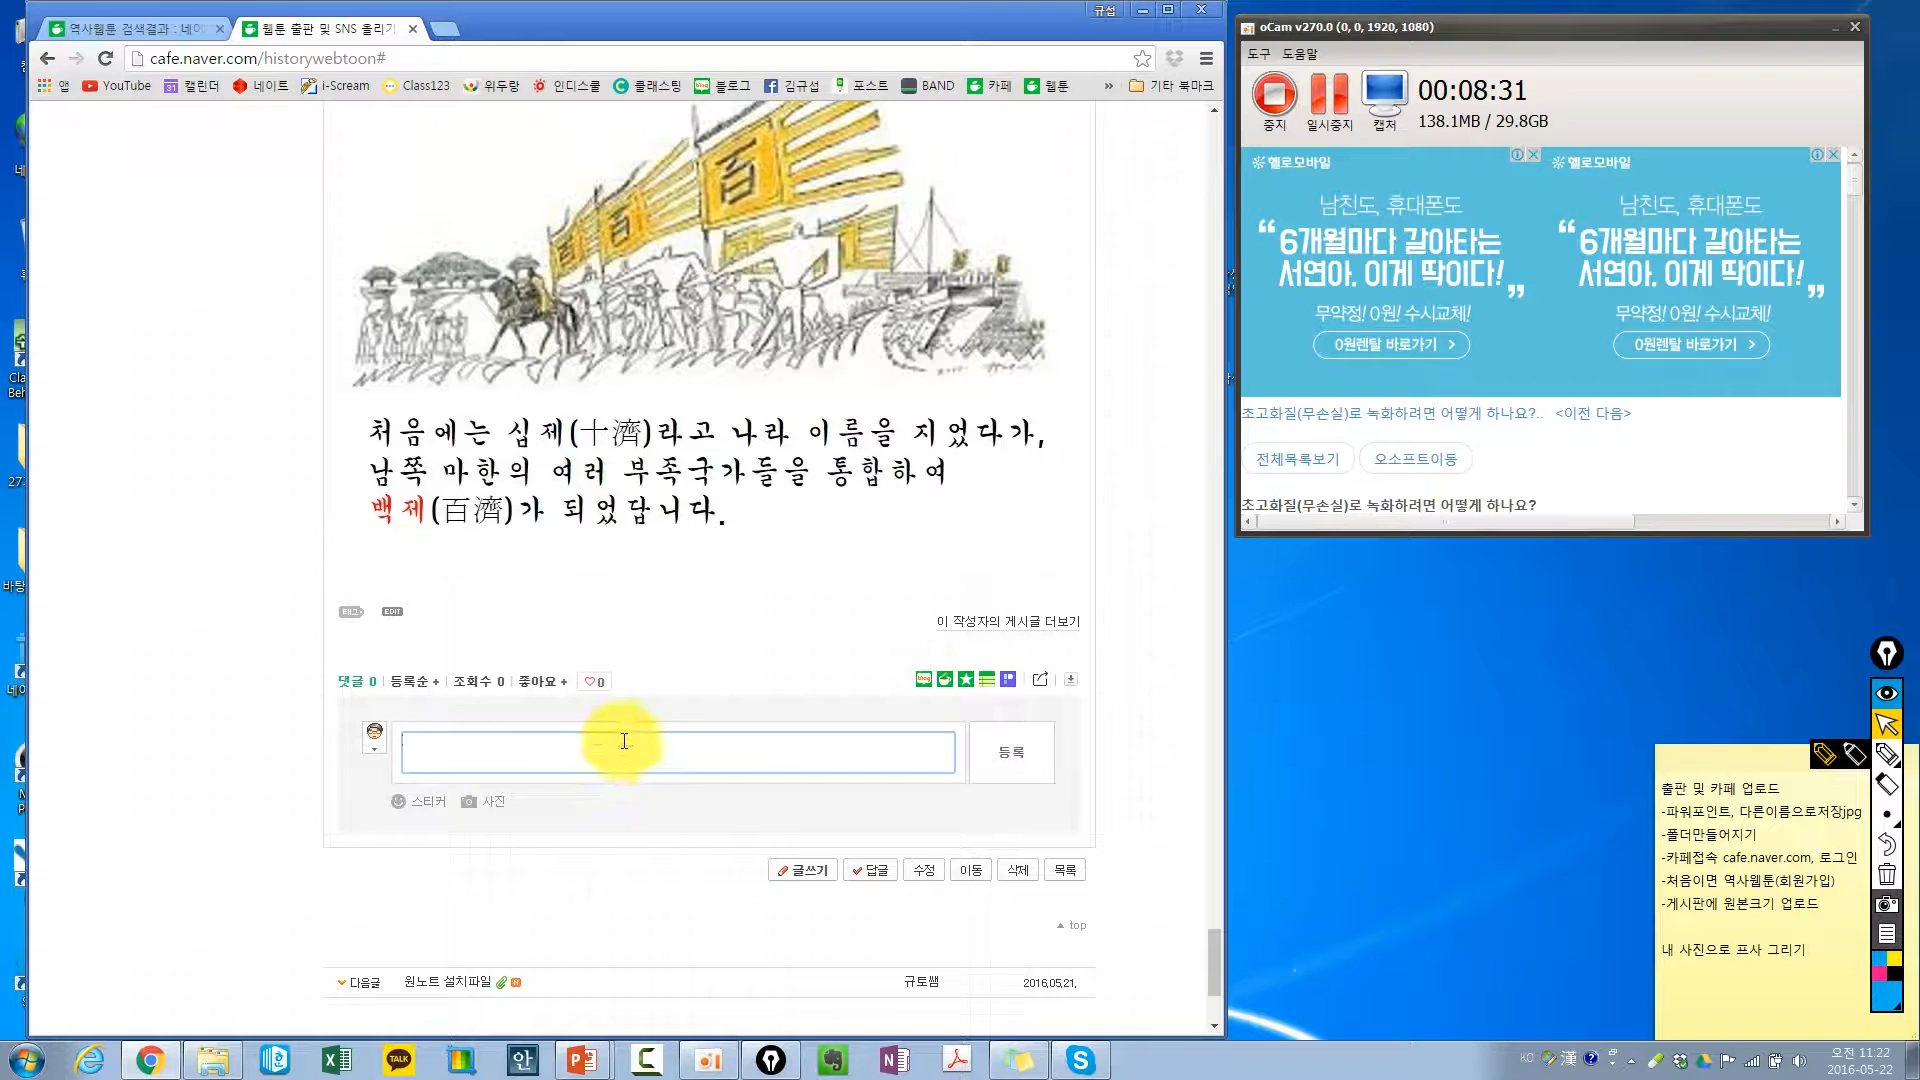 규섭
역사웹툰 검색결과 : 네이
웹툰 출판 및 SNS 올리기
cafe.naver.com/historywebtoon#
앱
YouTube
캘린더
네이트
i-Scream
Class123
위두랑
인디스쿨
클래스팅
블로그
김규섭
포스트
BAND
카페
웹툰
»
기타 북마크
百
처음에는 십제(十濟)라고 나라 이름을 지었다가,
남쪽 마한의 여러 부족국가들을 통합하여
백제(百濟)가 되었답니다.
태그
EDIT
이 작성자의 게시글 더보기
댓글 0 | 등록순 + | 조회수 0 | 좋아요 + ♡0
등록
스티커
사진
글쓰기
답글
수정
이동
삭제
목록
▲ top
다음글
원노트 설치파일
규토쌤
2016.05.21.
oCam v270.0 (0, 0, 1920, 1080)
도구 도움말
00:08:31
138.1MB / 29.8GB
중지
일시중지
캡처
헬로모바일
남친도, 휴대폰도
“6개월마다 갈아타는
서연아. 이게 딱이다!”
무약정! 0원! 수시교체!
0원렌탈 바로가기 >
헬로모바일
남친도, 휴대폰도
“6개월마다 갈아타는
서연아. 이게 딱이다!”
무약정! 0원! 수시교체!
0원렌탈 바로가기 >
초고화질(무손실)로 녹화하려면 어떻게 하나요?.. <이전 다음>
전체목록보기
오소프트이동
초고화질(무손실)로 녹화하려면 어떻게 하나요?
출판 및 카페 업로드
-파워포인트, 다른이름으로저장jpg
-폴더만들어지기
-카페접속 cafe.naver.com, 로그인
-처음이면 역사웹툰(회원가입)
-게시판에 원본크기 업로드
내 사진으로 프사 그리기
오전 11:22
2016-05-22